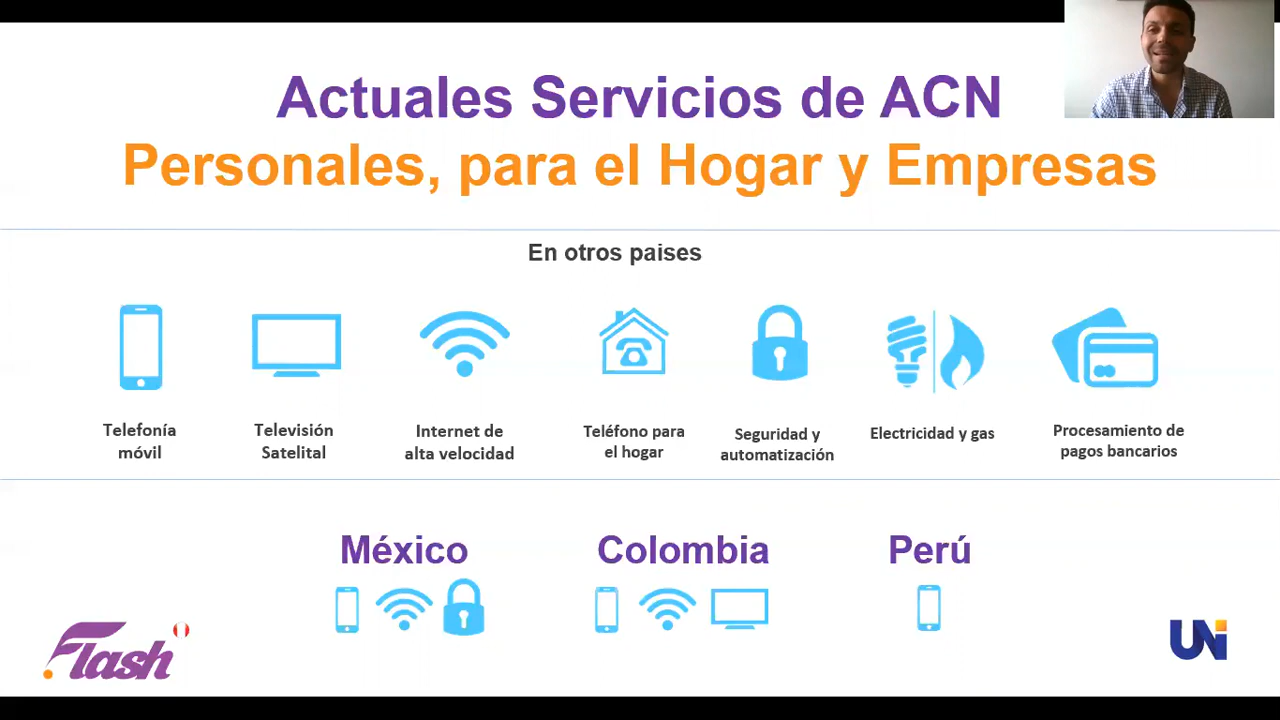 Actuales Servicios de ACN
Personales, para el Hogar y Empresas
En otros paises
Telefonía
móvil
Televisión
Satelital
Internet de
alta velocidad
Teléfono para
el hogar
Seguridad y
automatización
Electricidad y gas
Procesamiento de
pagos bancarios
México
Colombia
Perú
Flash
UNi